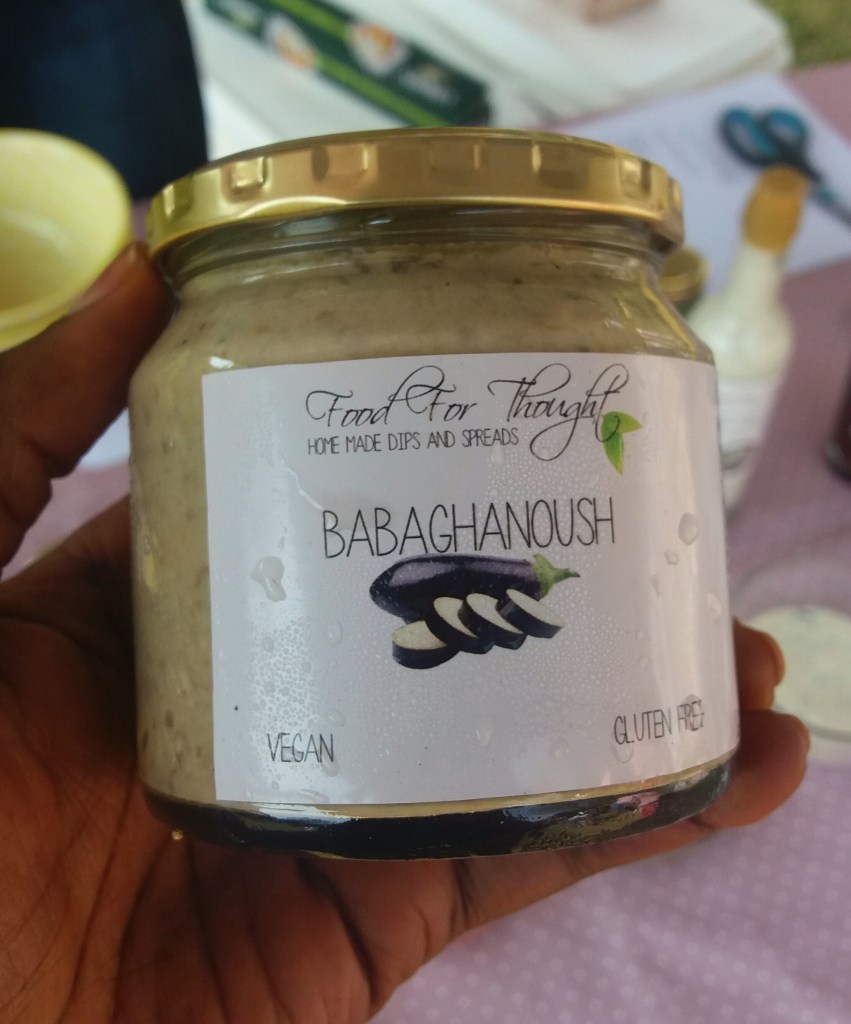 Food For Thought
HOME MADE DIPS AND SPREADS
BABAGHANOUSH
VEGAN
GLUTEN FREE